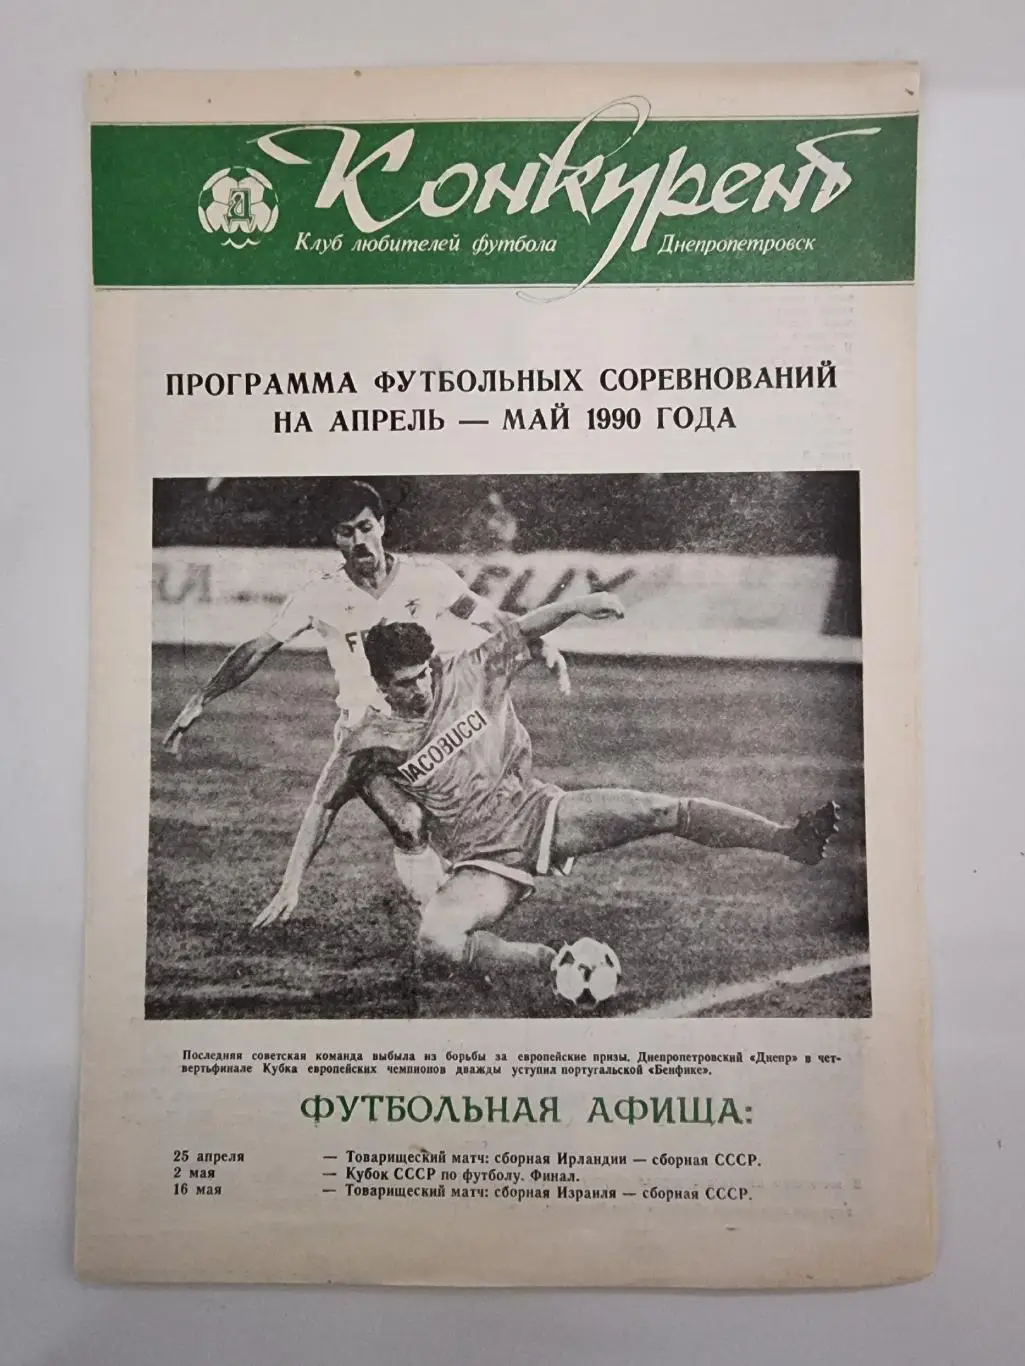 Конкурент
Д
Клуб любителей футбола Днепропетровск
ПРОГРАММА ФУТБОЛЬНЫХ СОРЕВНОВАНИЙ
НА АПРЕЛЬ — МАЙ 1990 ГОДА
IACOBUCCI
Последняя советская команда выбыла из борьбы за европейские призы. Днепропетровский «Днепр» в чет-
вертьфинале Кубка европейских чемпионов дважды уступил португальской «Бенфике».
ФУТБОЛЬНАЯ АФИША:
25 апреля — Товарищеский матч: сборная Ирландии — сборная СССР.
2 мая — Кубок СССР по футболу. Финал.
16 мая — Товарищеский матч: сборная Израиля — сборная СССР.